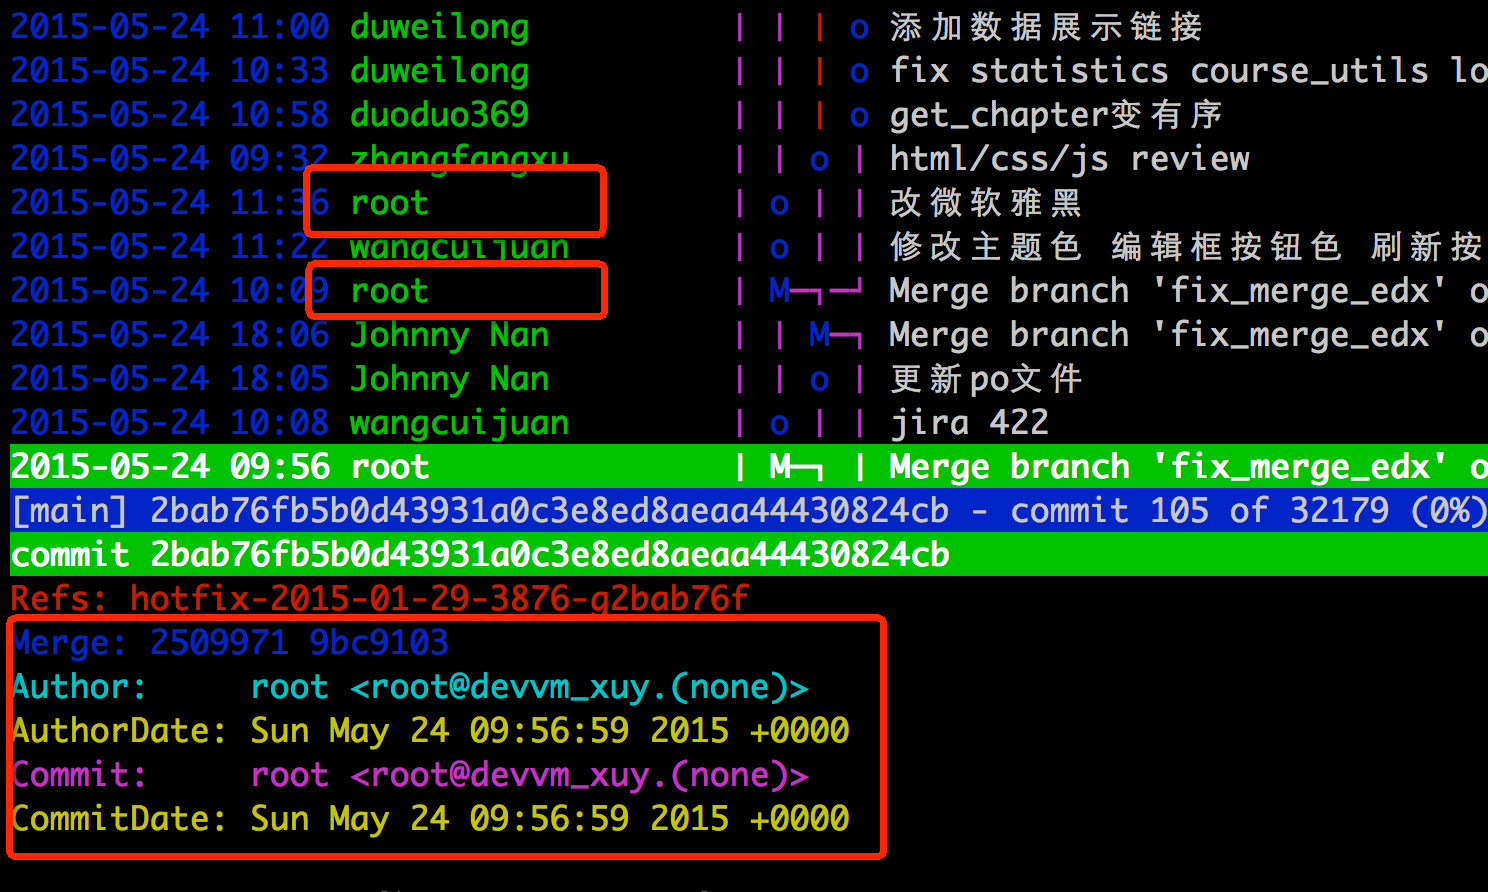 2015-05-24 11:00 duweilong | | | o 添加数据展示链接
2015-05-24 10:33 duweilong | | | o fix statistics course_utils lo
2015-05-24 10:58 duoduo369 | | | o get_chapter变有序
2015-05-24 09:32 zhangfangxu | | o | html/css/js review
2015-05-24 11:36 root | o | | 改微软雅黑
2015-05-24 11:22 wangcuijuan | o | | 修改主题色 编辑框按钮色 刷新按
2015-05-24 10:09 root | M─┐─┘ Merge branch 'fix_merge_edx' o
2015-05-24 18:06 Johnny Nan | | M─┐ Merge branch 'fix_merge_edx' o
2015-05-24 18:05 Johnny Nan | | o | 更新po文件
2015-05-24 10:08 wangcuijuan | o | | jira 422
2015-05-24 09:56 root | M─┐ | Merge branch 'fix_merge_edx' o
[main] 2bab76fb5b0d43931a0c3e8ed8aeaa44430824cb - commit 105 of 32179 (0%)
commit 2bab76fb5b0d43931a0c3e8ed8aeaa44430824cb
Refs: hotfix-2015-01-29-3876-g2bab76f
Merge: 2509971 9bc9103
Author: root <root@devvm_xuy.(none)>
AuthorDate: Sun May 24 09:56:59 2015 +0000
Commit: root <root@devvm_xuy.(none)>
CommitDate: Sun May 24 09:56:59 2015 +0000